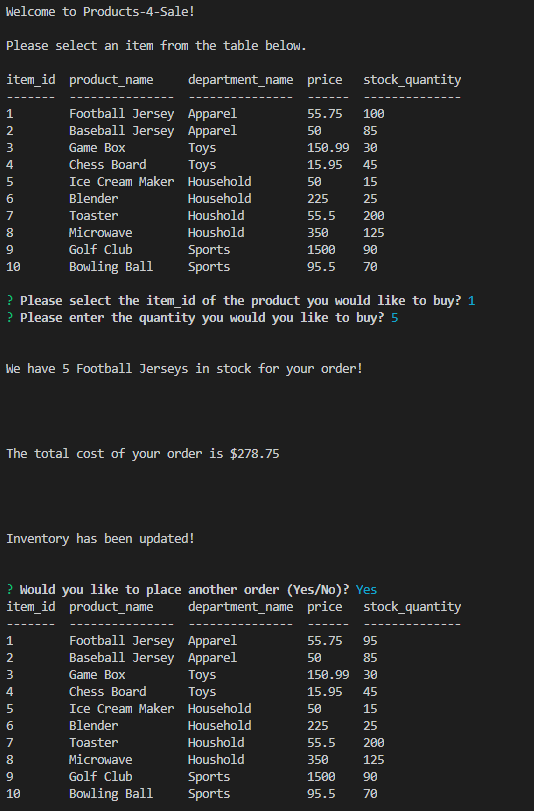 Welcome to Products-4-Sale!
Please select an item from the table below.
item_id  product_name    department_name  price   stock_quantity
-------  --------------- ---------------  ------  --------------
1        Football Jersey  Apparel          55.75   100
2        Baseball Jersey  Apparel          50      85
3        Game Box         Toys             150.99  30
4        Chess Board      Toys             15.95   45
5        Ice Cream Maker  Household        50      15
6        Blender          Household        225     25
7        Toaster          Houshold         55.5    200
8        Microwave        Houshold         350     125
9        Golf Club        Sports           1500    90
10       Bowling Ball     Sports           95.5    70
? Please select the item_id of the product you would like to buy? 1
? Please enter the quantity you would you like to buy? 5
We have 5 Football Jerseys in stock for your order!
The total cost of your order is $278.75
Inventory has been updated!
? Would you like to place another order (Yes/No)? Yes
item_id  product_name    department_name  price   stock_quantity
-------  --------------- ---------------  ------  --------------
1        Football Jersey  Apparel          55.75   95
2        Baseball Jersey  Apparel          50      85
3        Game Box         Toys             150.99  30
4        Chess Board      Toys             15.95   45
5        Ice Cream Maker  Household        50      15
6        Blender          Household        225     25
7        Toaster          Houshold         55.5    200
8        Microwave        Houshold         350     125
9        Golf Club        Sports           1500    90
10       Bowling Ball     Sports           95.5    70